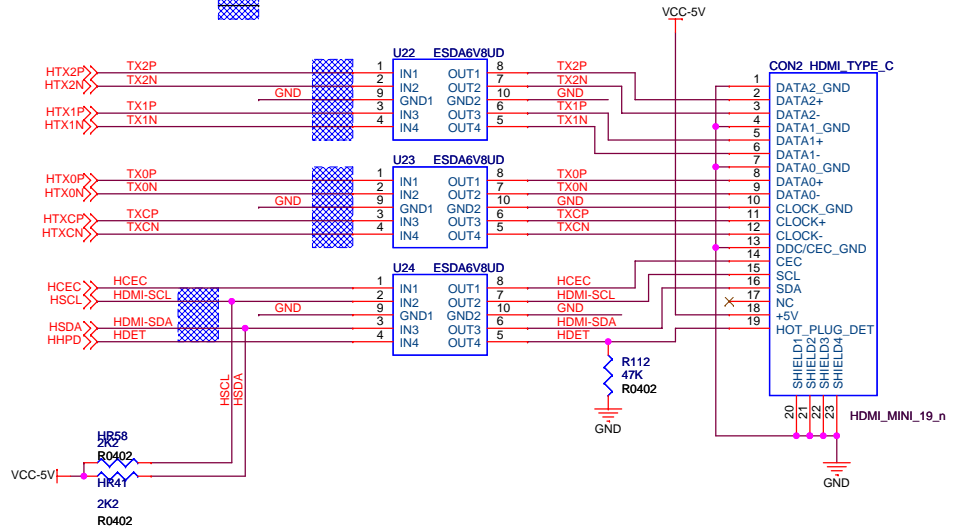 VCC-5V
U22 ESDA6V8UD
HTX2P TX2P 1 IN1 OUT1 8 TX2P
HTX2N TX2N 2 IN2 OUT2 7 TX2N
GND 9 GND1 GND2 10 GND
HTX1P TX1P 3 IN3 OUT3 6 TX1P
HTX1N TX1N 4 IN4 OUT4 5 TX1N
U23 ESDA6V8UD
HTX0P TX0P 1 IN1 OUT1 8 TX0P
HTX0N TX0N 2 IN2 OUT2 7 TX0N
GND 9 GND1 GND2 10 GND
HTXCP TXCP 3 IN3 OUT3 6 TXCP
HTXCN TXCN 4 IN4 OUT4 5 TXCN
U24 ESDA6V8UD
HCEC HCEC 1 IN1 OUT1 8 HCEC
HSCL HDMI-SCL 2 IN2 OUT2 7 HDMI-SCL
GND 9 GND1 GND2 10 GND
HSDA HDMI-SDA 3 IN3 OUT3 6 HDMI-SDA
HHPD HDET 4 IN4 OUT4 5 HDET
CON2 HDMI_TYPE_C
1 DATA2_GND
2 DATA2+
3 DATA2-
4 DATA1_GND
5 DATA1+
6 DATA1-
7 DATA0_GND
8 DATA0+
9 DATA0-
10 CLOCK_GND
11 CLOCK+
12 CLOCK-
13 DDC/CEC_GND
14 CEC
15 SCL
16 SDA
17 NC
18 +5V
19 HOT_PLUG_DET
SHIELD1
SHIELD2
SHIELD3
SHIELD4
20
21
22
23
HDMI_MINI_19_n
GND
R112
47K
R0402
GND
HSCL
HSDA
HR58
2K2
R0402
VCC-5V
HR41
2K2
R0402